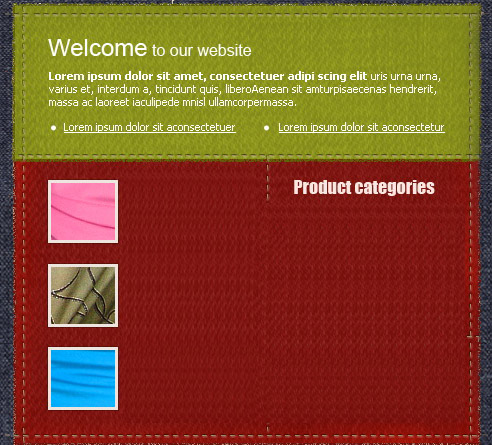 Welcome to our website
Lorem ipsum dolor sit amet, consectetuer adipi scing elit uris urna urna,
varius et, interdum a, tincidunt quis, liberoAenean sit amturpisaecenas hendrerit,
massa ac laoreet iaculipede mnisl ullamcorpermassa.
Lorem ipsum dolor sit aconsectetuer
Lorem ipsum dolor sit aconsectetur
Product categories